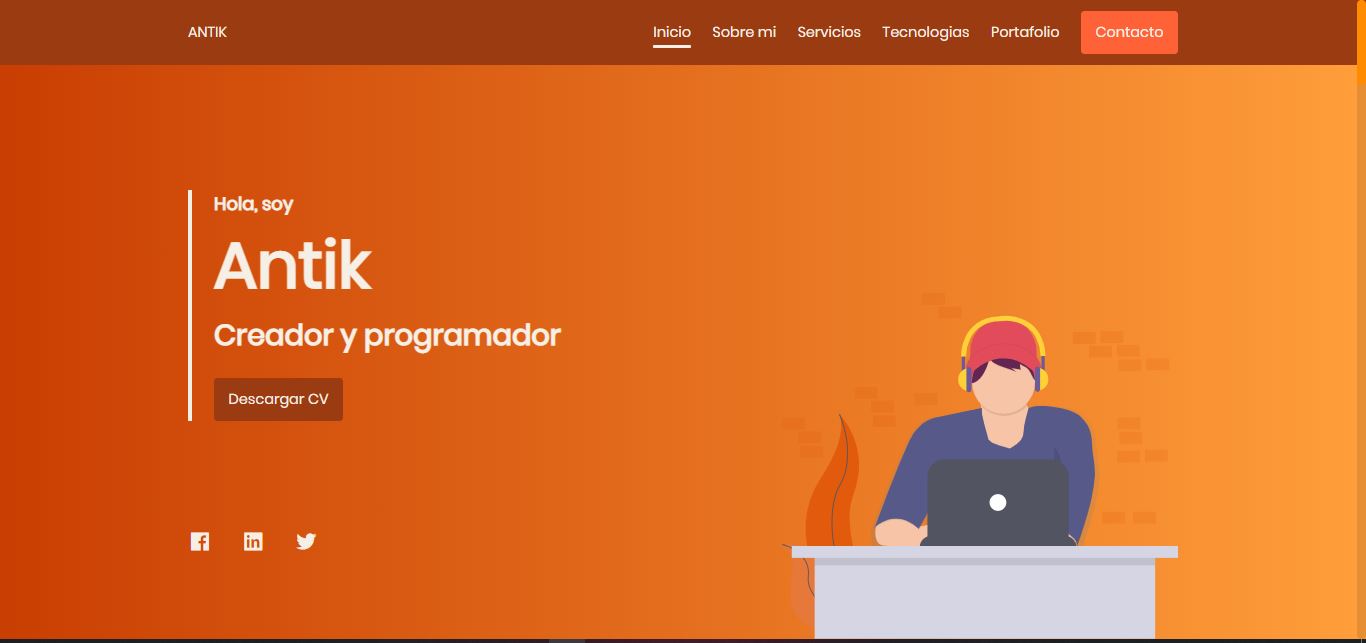 ANTIK
Inicio Sobre mi Servicios Tecnologias Portafolio Contacto
Hola, soy
Antik
Creador y programador
Descargar CV